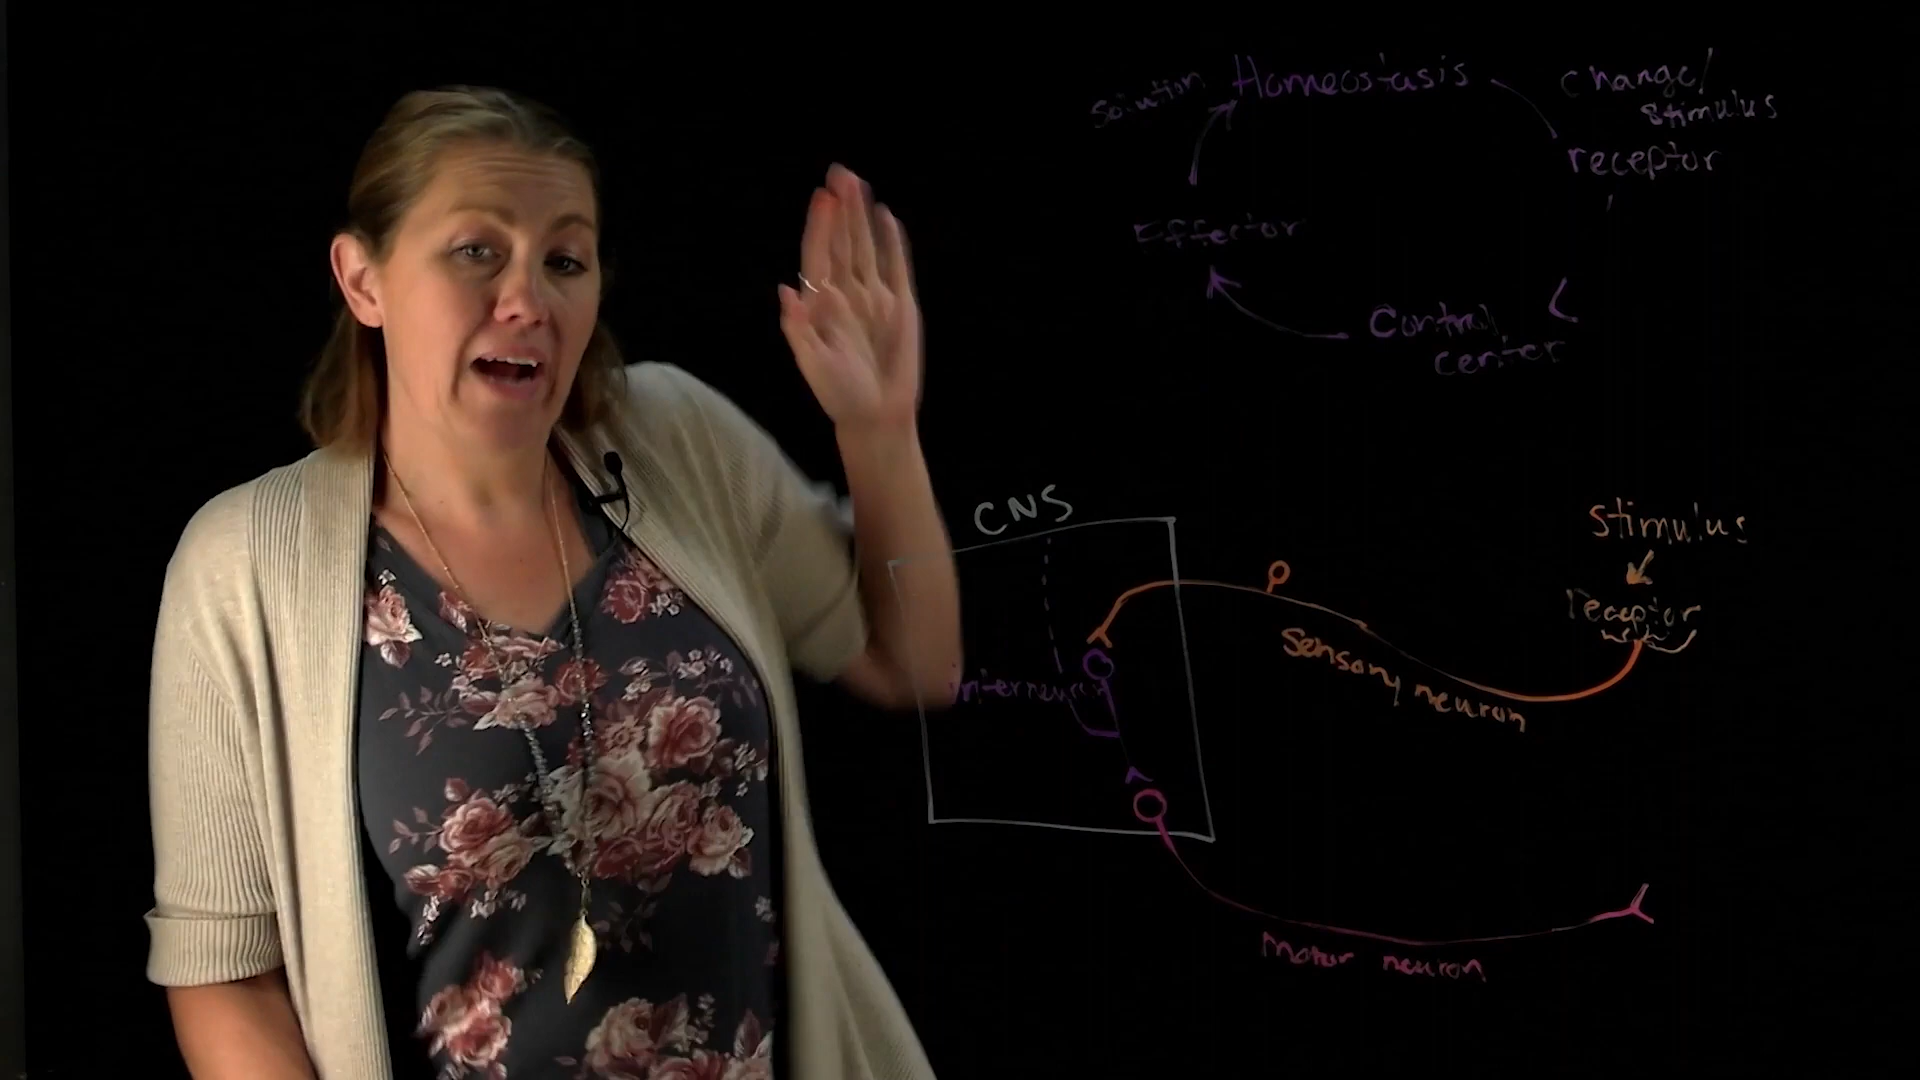 Solution Homeostasis
change/
stimulus
receptor
Effector
Control
center
CNS
Stimulus
receptor
Sensory neuron
interneuron
motor neuron